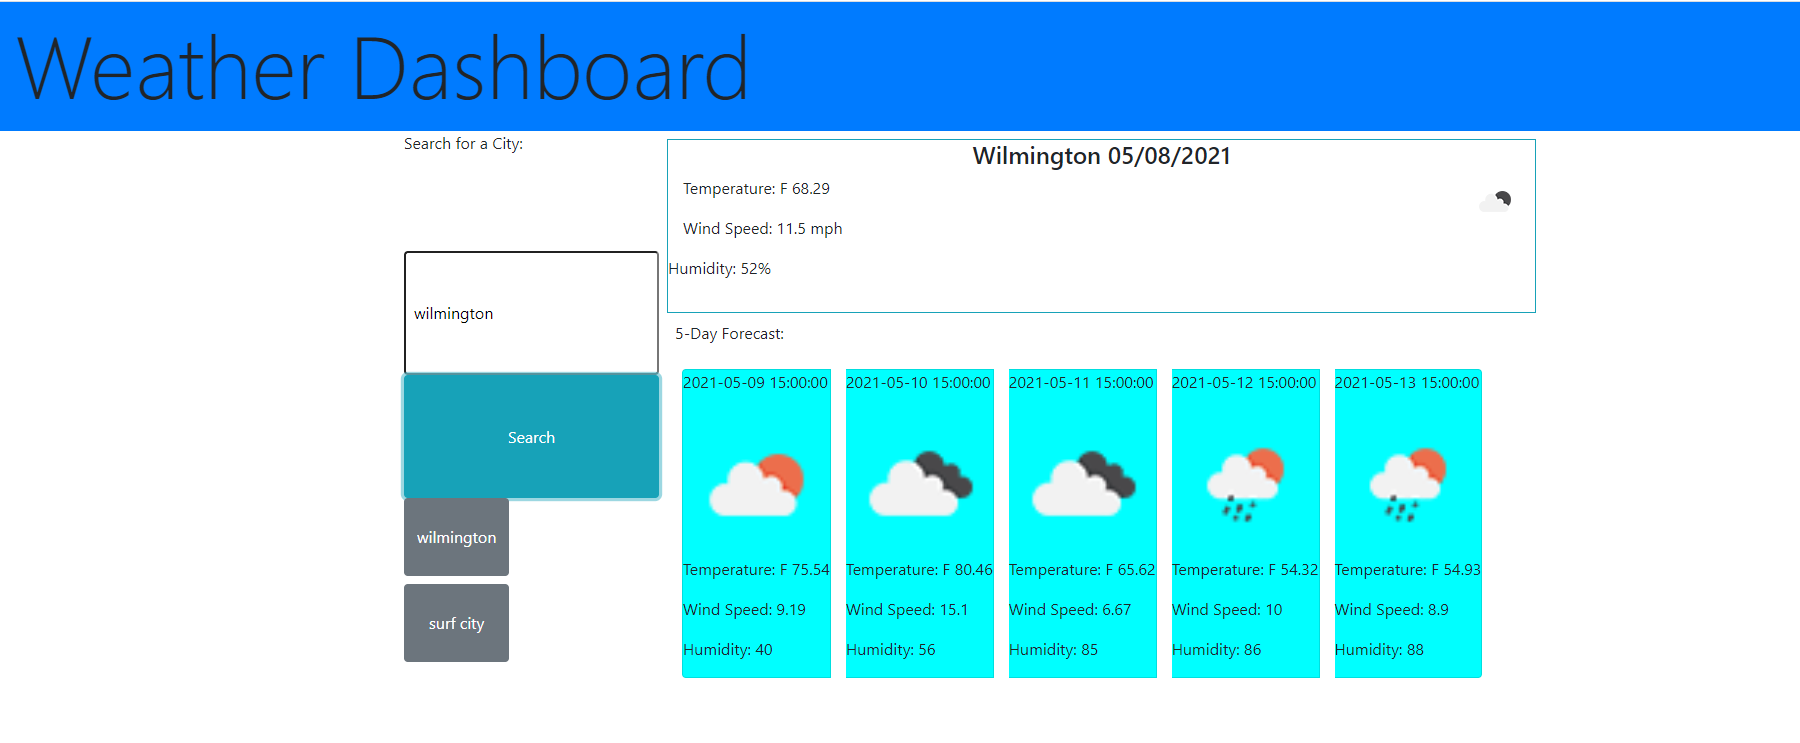 Weather Dashboard
Search for a City:
wilmington
Search
wilmington
surf city
Wilmington 05/08/2021
Temperature: F 68.29
Wind Speed: 11.5 mph
Humidity: 52%
5-Day Forecast:
2021-05-09 15:00:00
Temperature: F 75.54
Wind Speed: 9.19
Humidity: 40
2021-05-10 15:00:00
Temperature: F 80.46
Wind Speed: 15.1
Humidity: 56
2021-05-11 15:00:00
Temperature: F 65.62
Wind Speed: 6.67
Humidity: 85
2021-05-12 15:00:00
Temperature: F 54.32
Wind Speed: 10
Humidity: 86
2021-05-13 15:00:00
Temperature: F 54.93
Wind Speed: 8.9
Humidity: 88